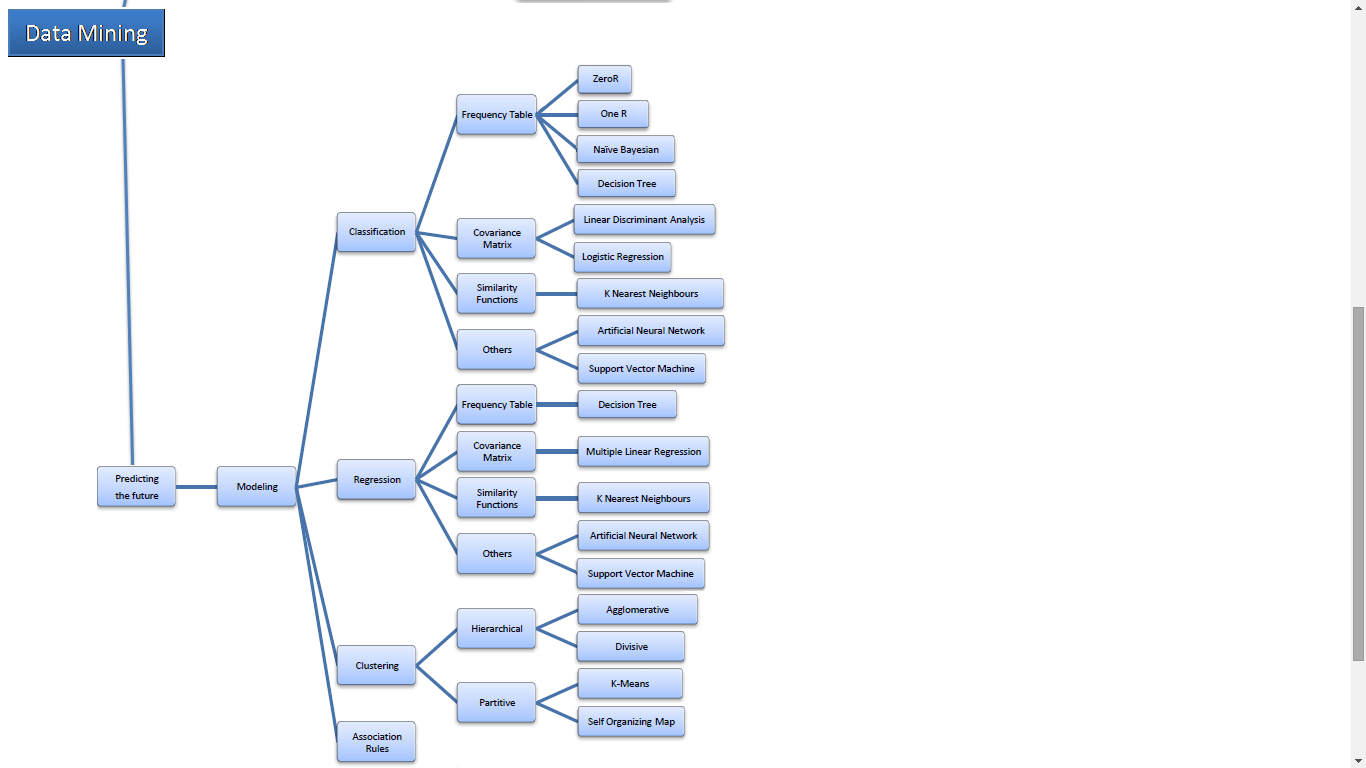 Data Mining
ZeroR
Frequency Table
One R
Naïve Bayesian
Decision Tree
Classification
Covariance
Matrix
Linear Discriminant Analysis
Logistic Regression
Similarity
Functions
K Nearest Neighbours
Others
Artificial Neural Network
Support Vector Machine
Frequency Table
Decision Tree
Covariance
Matrix
Multiple Linear Regression
Predicting
the future
Modeling
Regression
Similarity
Functions
K Nearest Neighbours
Others
Artificial Neural Network
Support Vector Machine
Hierarchical
Agglomerative
Divisive
Clustering
Partitive
K-Means
Self Organizing Map
Association
Rules